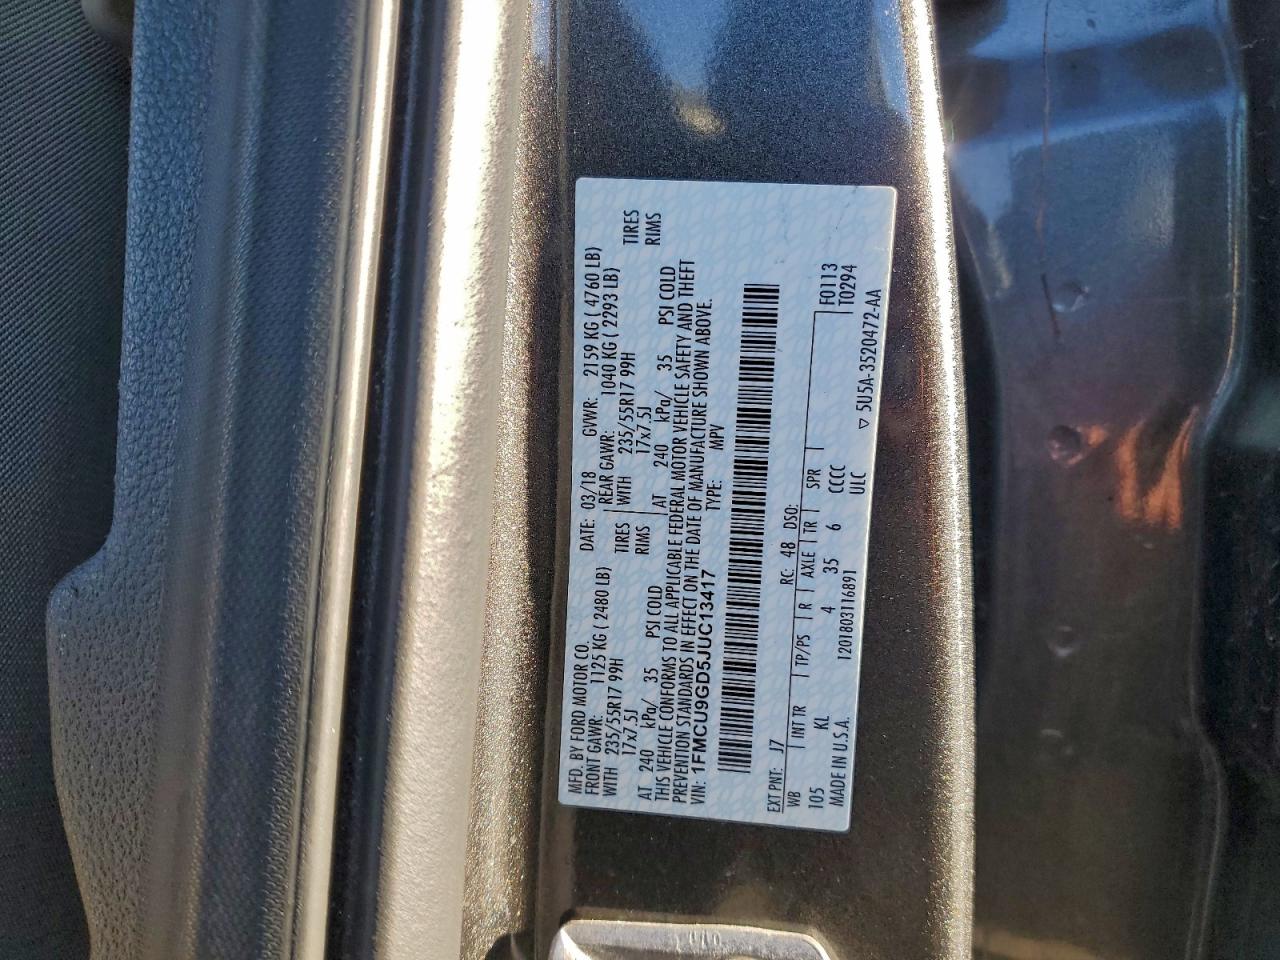 MFD. BY FORD MOTOR CO. DATE: 03/18 GVWR: 2159 KG ( 4760 LB)
FRONT GAWR: 1125 KG ( 2480 LB) REAR GAWR: 1040 KG ( 2293 LB)
WITH 235/55R17 99H TIRES WITH 235/55R17 99H TIRES
17x7.5J RIMS 17x7.5J RIMS
AT 240 kPa/ 35 PSI COLD AT 240 kPa/ 35 PSI COLD
THIS VEHICLE CONFORMS TO ALL APPLICABLE FEDERAL MOTOR VEHICLE SAFETY AND THEFT
PREVENTION STANDARDS IN EFFECT ON THE DATE OF MANUFACTURE SHOWN ABOVE.
VIN: 1FMCU9GD5JUC13417 TYPE: MPV
EXT PNT: J7 RC: 48 DSO:
WB INT TR TP/PS R AXLE TR SPR F0113
105 KL 4 35 6 CCCC T0294
MADE IN U.S.A. 1201803116891 ULC
▽ 5U5A-3520472-AA